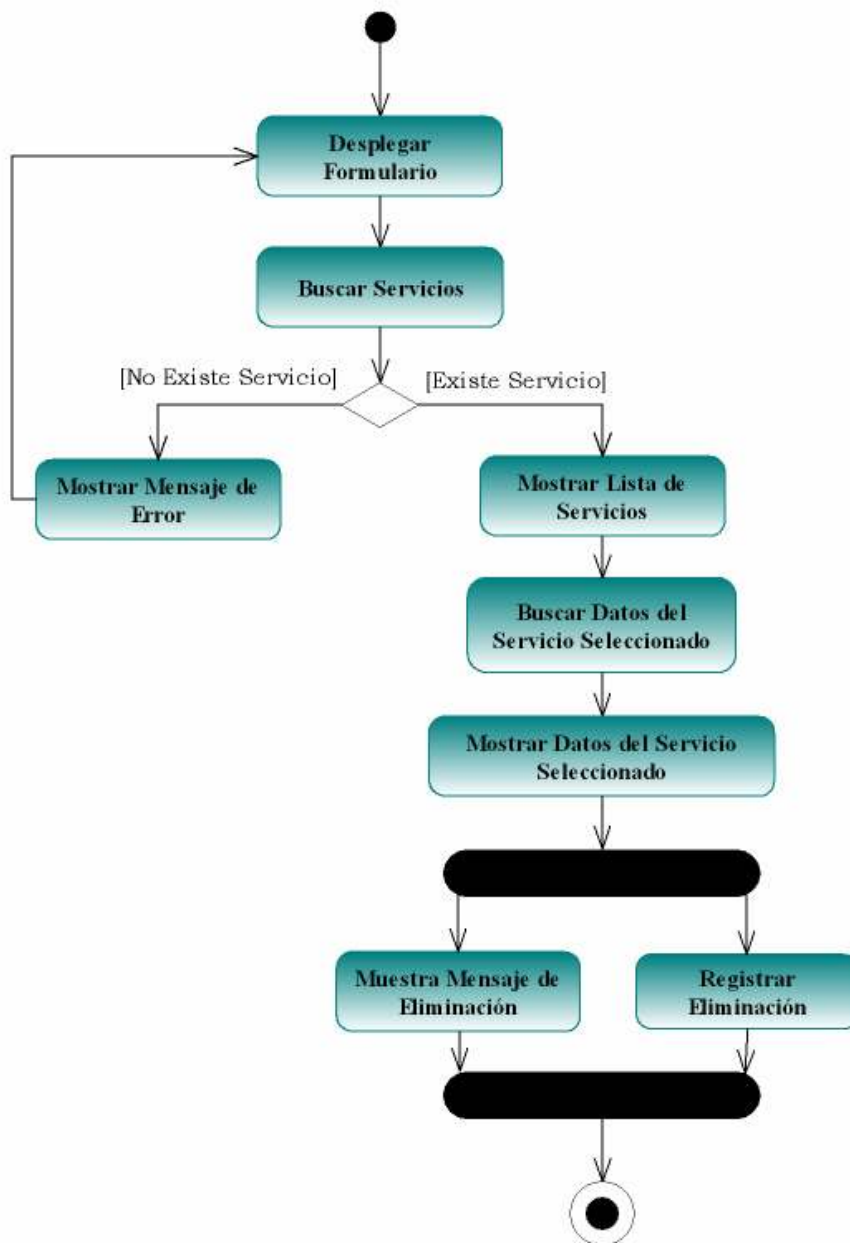 Desplegar
Formulario
Buscar Servicios
[No Existe Servicio]
[Existe Servicio]
Mostrar Mensaje de
Error
Mostrar Lista de
Servicios
Buscar Datos del
Servicio Seleccionado
Mostrar Datos del Servicio
Seleccionado
Muestra Mensaje de
Eliminación
Registrar
Eliminación